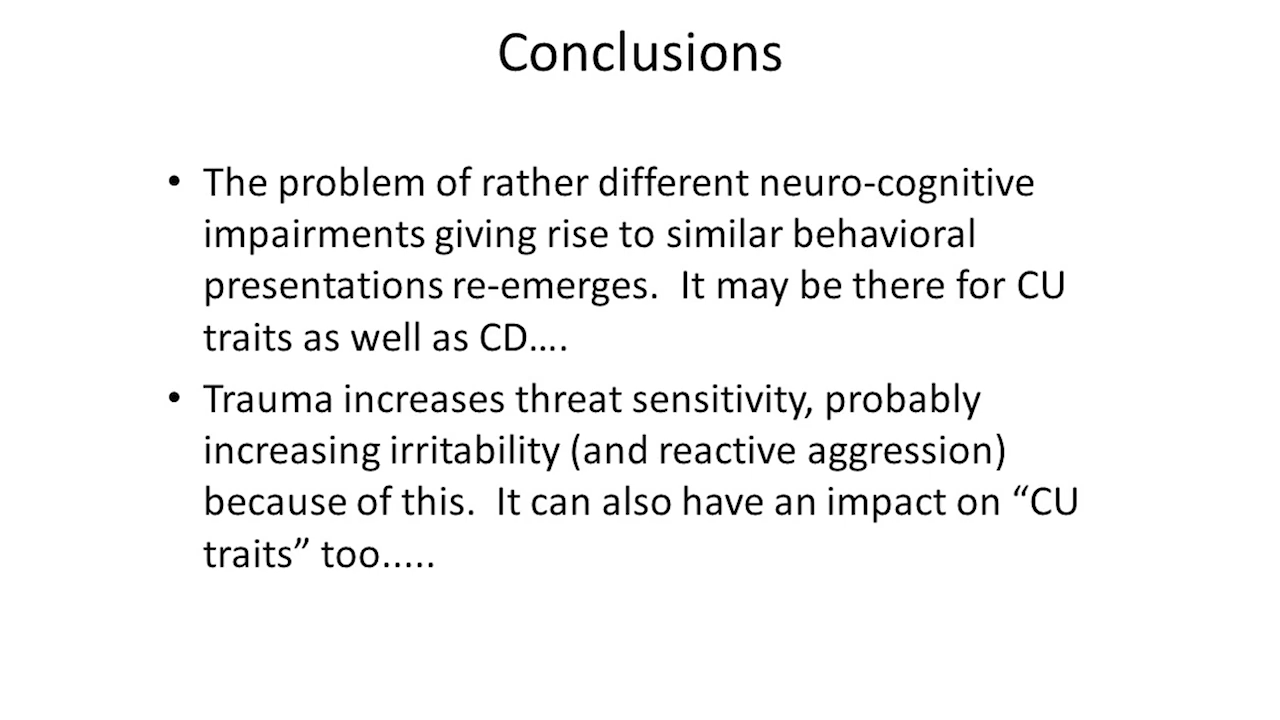 Conclusions
• The problem of rather different neuro-cognitive
impairments giving rise to similar behavioral
presentations re-emerges.  It may be there for CU
traits as well as CD….
• Trauma increases threat sensitivity, probably
increasing irritability (and reactive aggression)
because of this.  It can also have an impact on “CU
traits” too.....